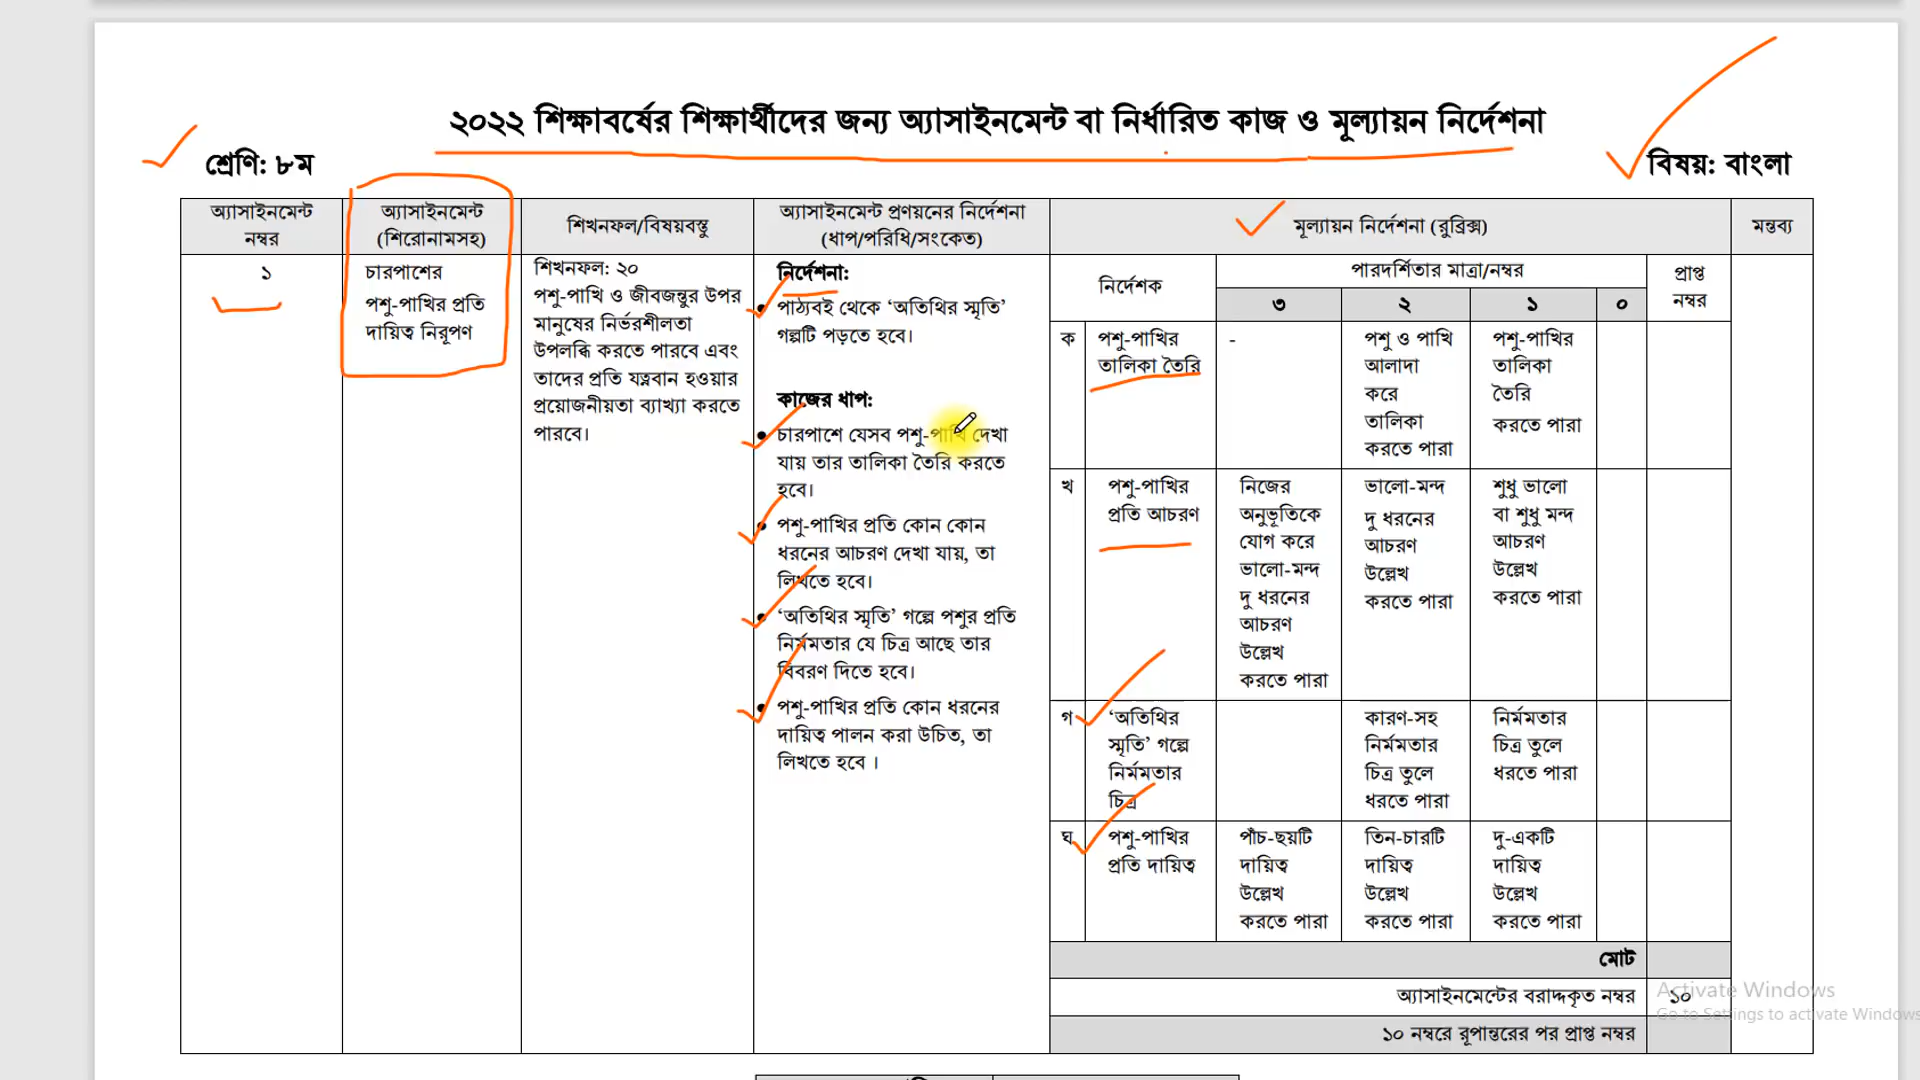 ২০২২ শিক্ষাবর্ষের শিক্ষার্থীদের জন্য অ্যাসাইনমেন্ট বা নির্ধারিত কাজ ও মূল্যায়ন নির্দেশনা
শ্রেণি: ৮ম
বিষয়: বাংলা
অ্যাসাইনমেন্ট
নম্বর
অ্যাসাইনমেন্ট
(শিরোনামসহ)
শিখনফল/বিষয়বস্তু
অ্যাসাইনমেন্ট প্রণয়নের নির্দেশনা
(ধাপ/পরিধি/সংকেত)
মূল্যায়ন নির্দেশনা (রুব্রিক্স)
মন্তব্য
১
চারপাশের
পশু-পাখির প্রতি
দায়িত্ব নিরূপণ
শিখনফল: ২০
পশু-পাখি ও জীবজন্তুর উপর
মানুষের নির্ভরশীলতা
উপলব্ধি করতে পারবে এবং
তাদের প্রতি যত্নবান হওয়ার
প্রয়োজনীয়তা ব্যাখ্যা করতে
পারবে।
নির্দেশনা:
• পাঠ্যবই থেকে ‘অতিথির স্মৃতি’
গল্পটি পড়তে হবে।
কাজের ধাপ:
• চারপাশে যেসব পশু-পাখি দেখা
যায় তার তালিকা তৈরি করতে
হবে।
• পশু-পাখির প্রতি কোন কোন
ধরনের আচরণ দেখা যায়, তা
লিখতে হবে।
• ‘অতিথির স্মৃতি’ গল্পে পশুর প্রতি
নির্মমতার যে চিত্র আছে তার
বিবরণ দিতে হবে।
• পশু-পাখির প্রতি কোন ধরনের
দায়িত্ব পালন করা উচিত, তা
লিখতে হবে ।
নির্দেশক
পারদর্শিতার মাত্রা/নম্বর
প্রাপ্ত
নম্বর
৩
২
১
০
ক
পশু-পাখির
তালিকা তৈরি
-
পশু ও পাখি
আলাদা
করে
তালিকা
করতে পারা
পশু-পাখির
তালিকা
তৈরি
করতে পারা
খ
পশু-পাখির
প্রতি আচরণ
নিজের
অনুভূতিকে
যোগ করে
ভালো-মন্দ
দু ধরনের
আচরণ
উল্লেখ
করতে পারা
ভালো-মন্দ
দু ধরনের
আচরণ
উল্লেখ
করতে পারা
শুধু ভালো
বা শুধু মন্দ
আচরণ
উল্লেখ
করতে পারা
গ
‘অতিথির
স্মৃতি’ গল্পে
নির্মমতার
চিত্র
কারণ-সহ
নির্মমতার
চিত্র তুলে
ধরতে পারা
নির্মমতার
চিত্র তুলে
ধরতে পারা
ঘ
পশু-পাখির
প্রতি দায়িত্ব
পাঁচ-ছয়টি
দায়িত্ব
উল্লেখ
করতে পারা
তিন-চারটি
দায়িত্ব
উল্লেখ
করতে পারা
দু-একটি
দায়িত্ব
উল্লেখ
করতে পারা
মোট
অ্যাসাইনমেন্টের বরাদ্দকৃত নম্বর
১০
১০ নম্বরে রূপান্তরের পর প্রাপ্ত নম্বর
Activate Windows
Go to Settings to activate Windows